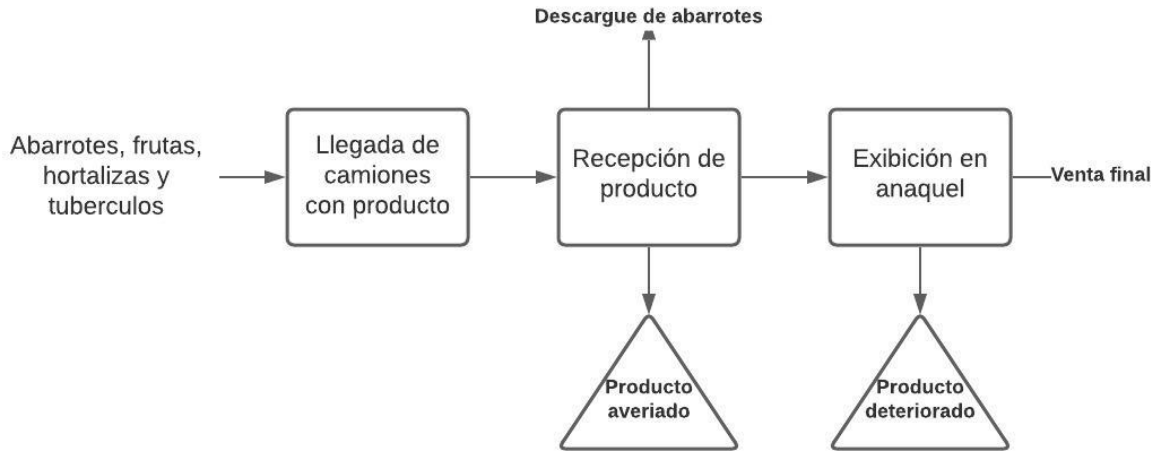 Descargue de abarrotes
Abarrotes, frutas,
hortalizas y
tuberculos
Llegada de
camiones
con producto
Recepción de
producto
Exibición en
anaquel
Venta final
Producto
averiado
Producto
deteriorado